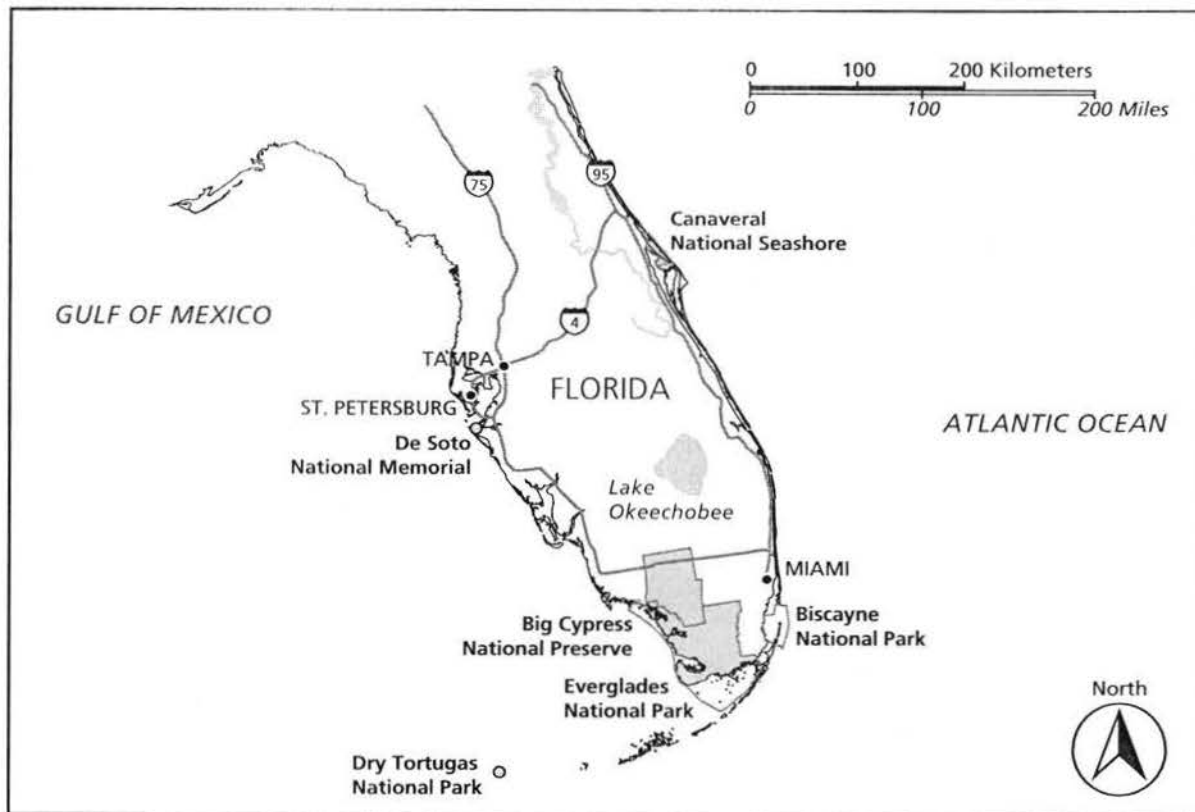 0 100 200 Kilometers
0 100 200 Miles
75
95
Canaveral
National Seashore
GULF OF MEXICO
4
TAMPA
FLORIDA
ST. PETERSBURG
ATLANTIC OCEAN
De Soto
National Memorial
Lake
Okeechobee
MIAMI
Biscayne
National Park
Big Cypress
National Preserve
Everglades
National Park
North
Dry Tortugas
National Park